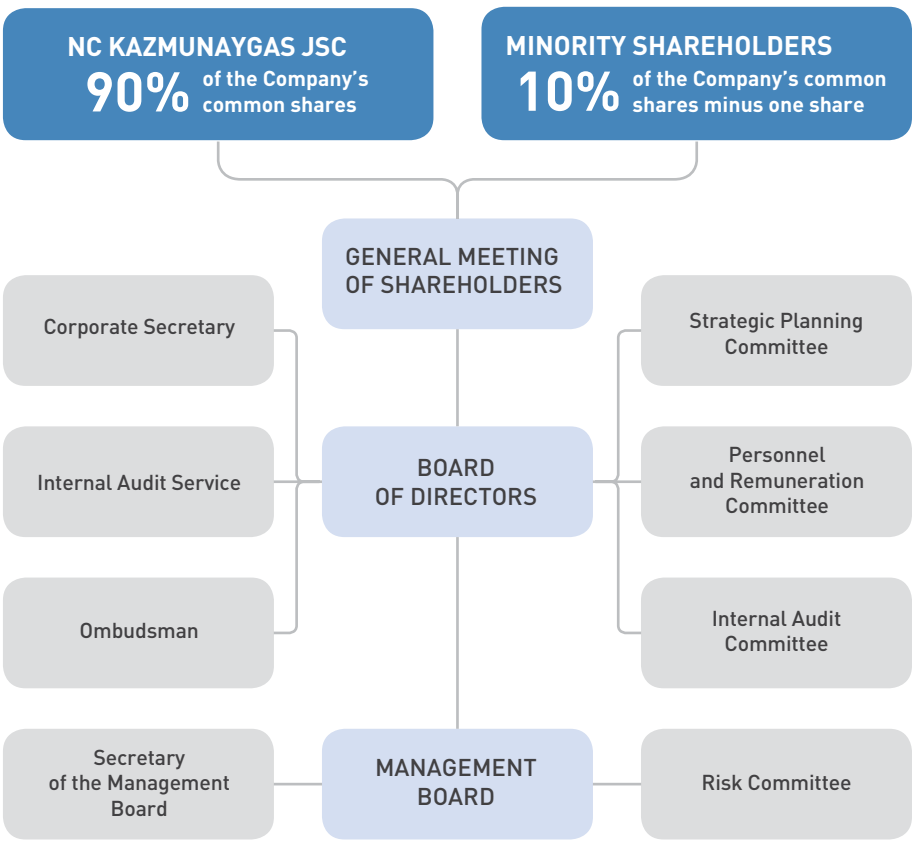 NC KAZMUNAYGAS JSC
90% of the Company's
common shares
MINORITY SHAREHOLDERS
10% of the Company's common
shares minus one share
GENERAL MEETING
OF SHAREHOLDERS
Corporate Secretary
Strategic Planning
Committee
Internal Audit Service
BOARD
OF DIRECTORS
Personnel
and Remuneration
Committee
Ombudsman
Internal Audit
Committee
Secretary
of the Management
Board
MANAGEMENT
BOARD
Risk Committee